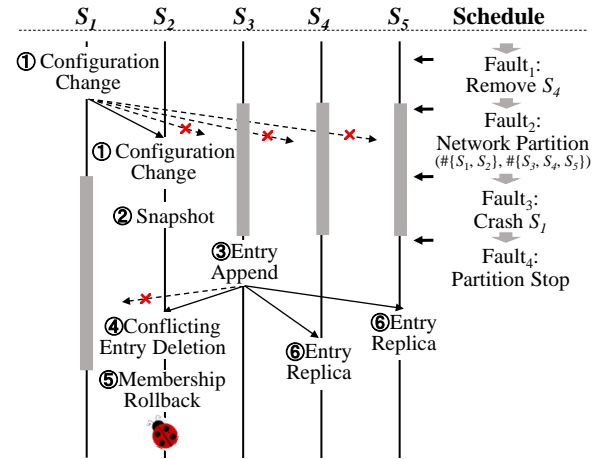 S1 S2 S3 S4 S5 Schedule
① Configuration
Change
① Configuration
Change
② Snapshot
③Entry
Append
④Conflicting
Entry Deletion
⑤Membership
Rollback
⑥Entry
Replica
⑥Entry
Replica
Fault1:
Remove S4
Fault2:
Network Partition
(#{S1, S2}, #{S3, S4, S5})
Fault3:
Crash S1
Fault4:
Partition Stop